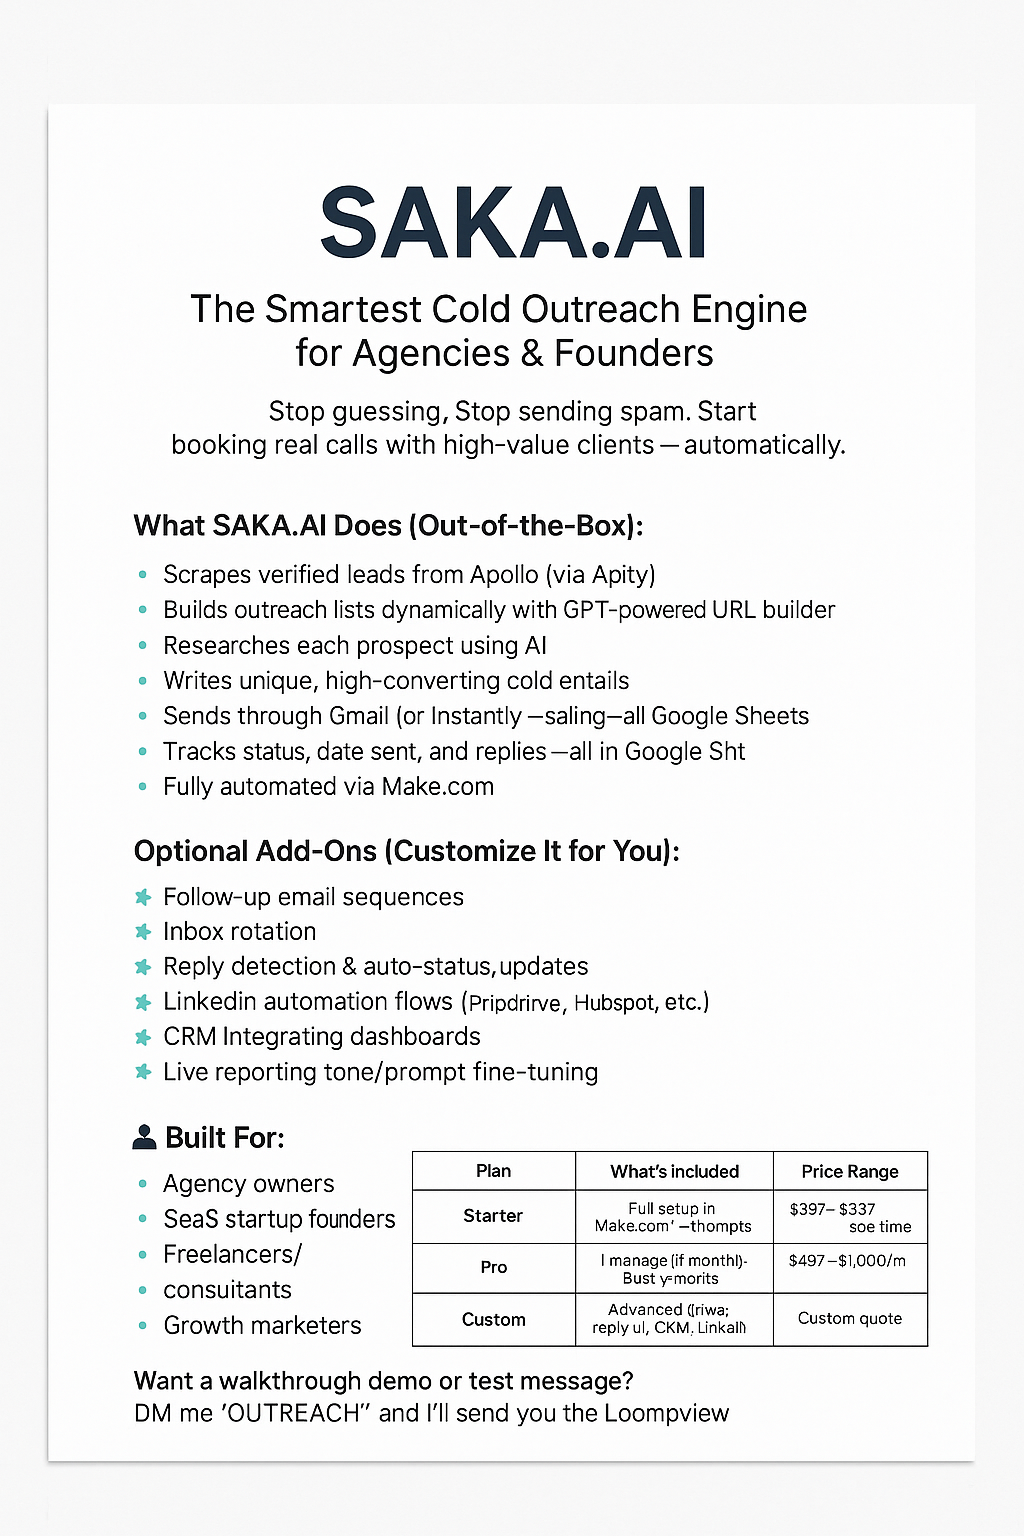 SAKA.AI
The Smartest Cold Outreach Engine
for Agencies & Founders
Stop guessing, Stop sending spam. Start
booking real calls with high-value clients — automatically.
What SAKA.AI Does (Out-of-the-Box):
• Scrapes verified leads from Apollo (via Apity)
• Builds outreach lists dynamically with GPT-powered URL builder
• Researches each prospect using AI
• Writes unique, high-converting cold entails
• Sends through Gmail (or Instantly —saling—all Google Sheets
• Tracks status, date sent, and replies —all in Google Sht
• Fully automated via Make.com
Optional Add-Ons (Customize It for You):
Follow-up email sequences
Inbox rotation
Reply detection & auto-status,updates
Linkedin automation flows (Pripdrirve, Hubspot, etc.)
CRM Integrating dashboards
Live reporting tone/prompt fine-tuning
Built For:
• Agency owners
• SeaS startup founders
• Freelancers/
• consuitants
• Growth marketers
Plan What's included Price Range
Starter
Full setup in
Make.com' —thompts
$397– $337
soe time
Pro
I manage (if monthl)-
Bust y=morits
$497–$1,000/m
Custom
Advanced ([riwa;
reply ul, CKM, Linkalh
Custom quote
Want a walkthrough demo or test message?
DM me 'OUTREACH" and I'll send you the Loompview